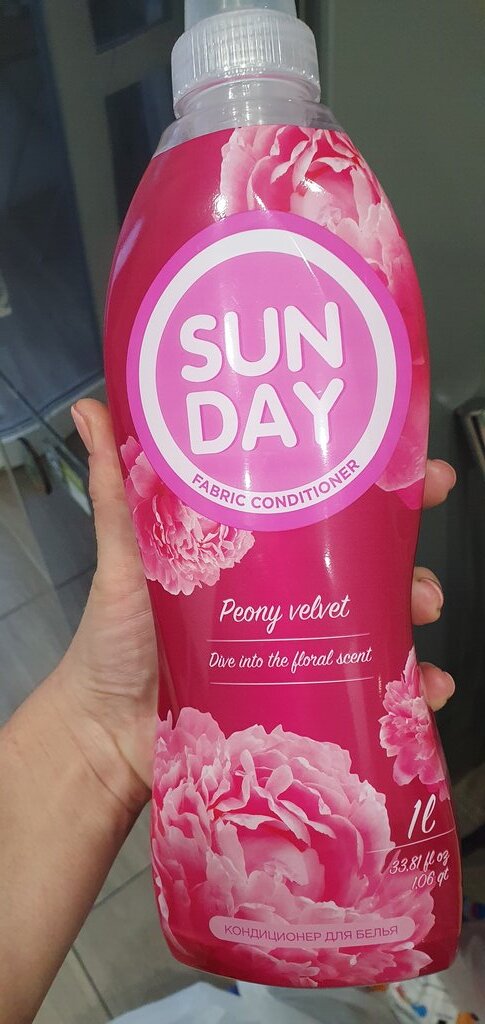 SUN
DAY
FABRIC CONDITIONER
Peony velvet
Dive into the floral scent
1l
33.81 fl oz
1.06 qt
КОНДИЦИОНЕР ДЛЯ БЕЛЬЯ